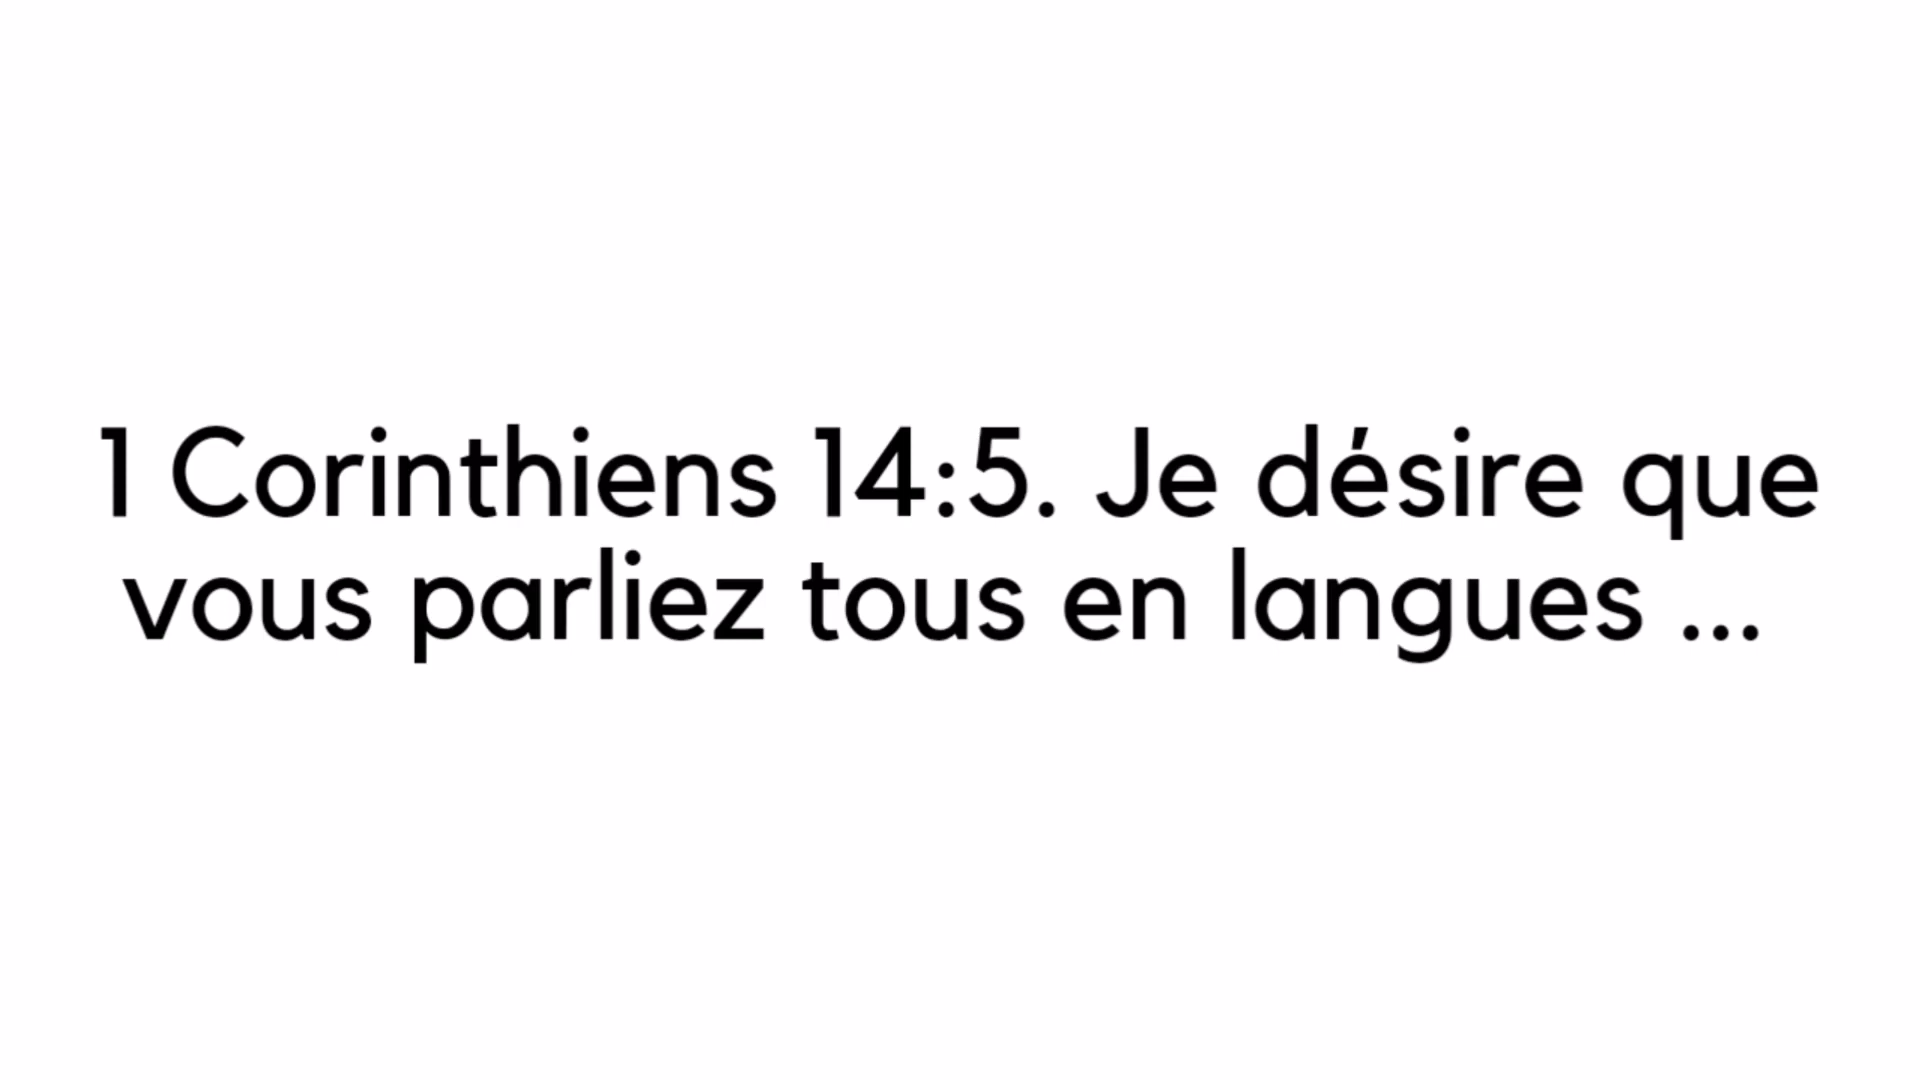 1 Corinthiens 14:5. Je désire que
vous parliez tous en langues ...